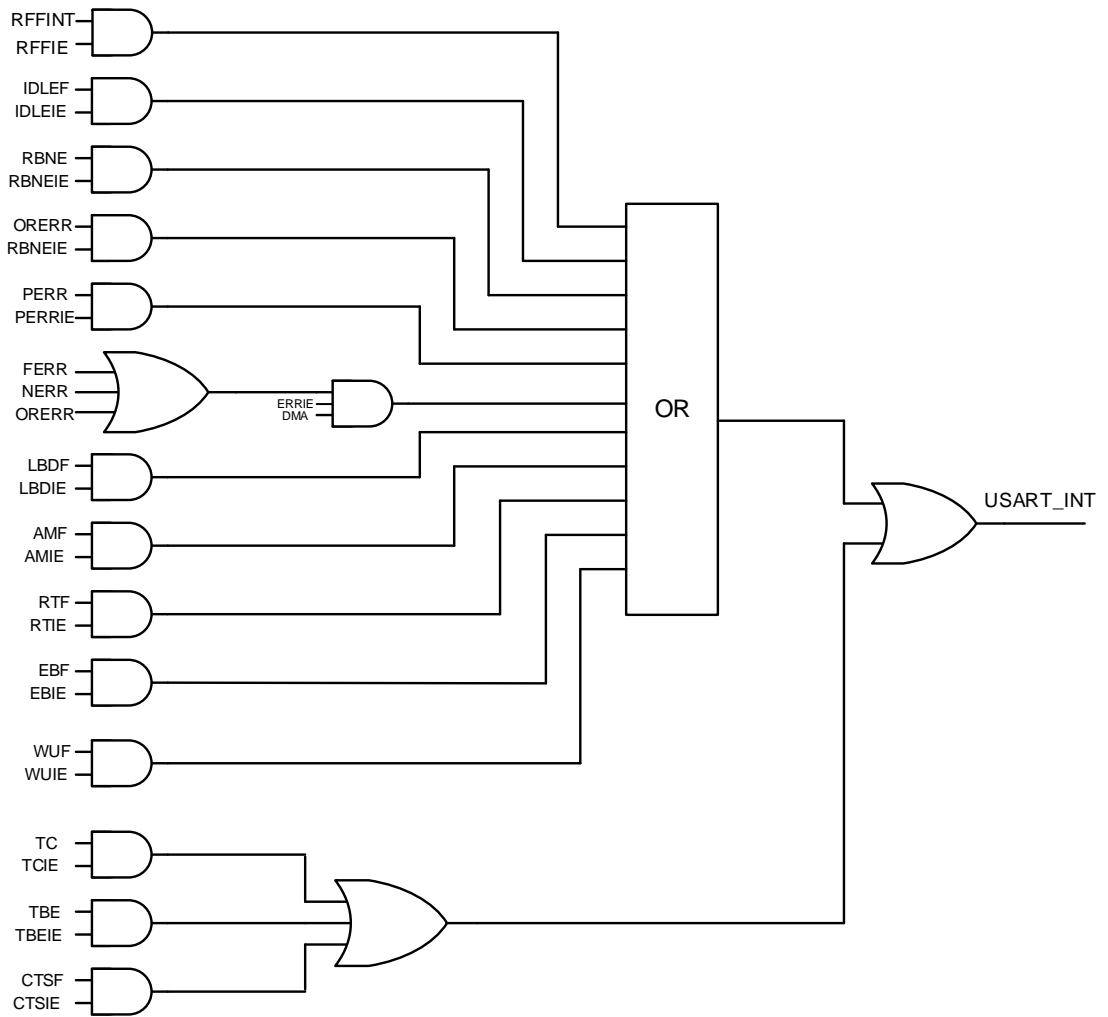 RFFINT
RFFIE
IDLEF
IDLEIE
RBNE
RBNEIE
ORERR
RBNEIE
PERR
PERRIE
FERR
NERR
ORERR
ERRIE
DMA
OR
LBDF
LBDIE
USART_INT
AMF
AMIE
RTF
RTIE
EBF
EBIE
WUF
WUIE
TC
TCIE
TBE
TBEIE
CTSF
CTSIE